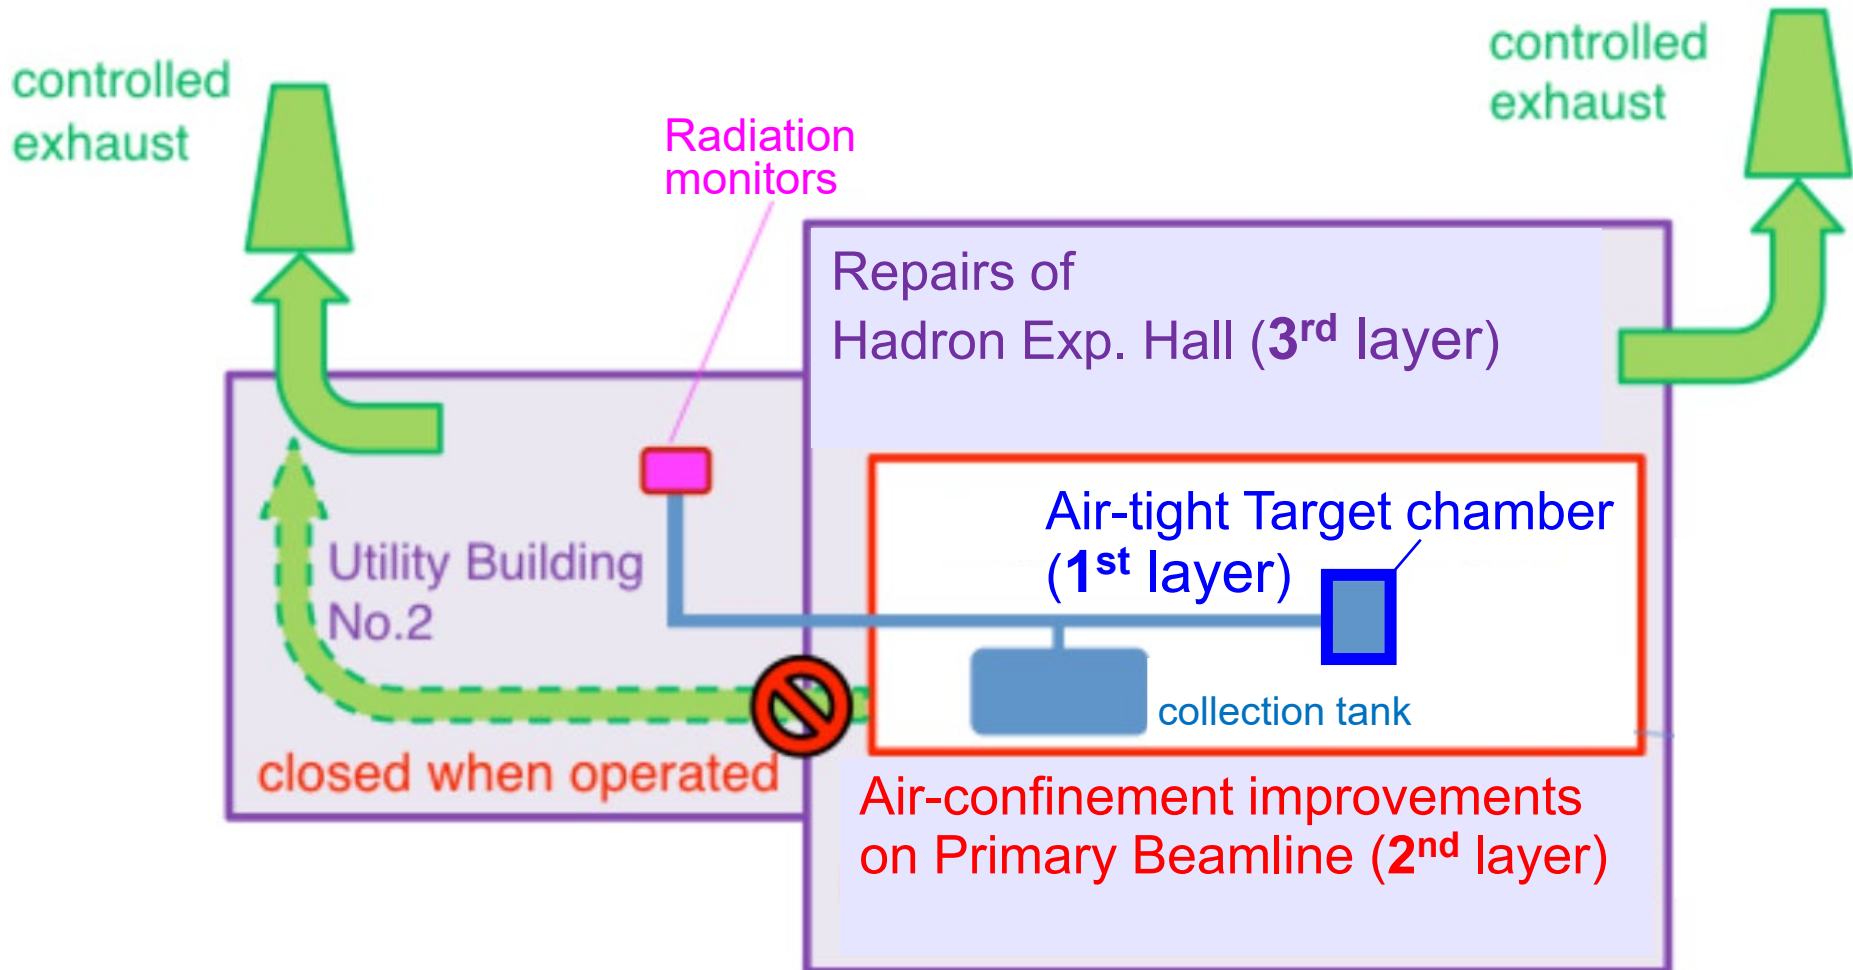 controlled
exhaust
controlled
exhaust
Radiation
monitors
Repairs of
Hadron Exp. Hall (3rd layer)
Air-tight Target chamber
(1st layer)
Utility Building
No.2
collection tank
closed when operated
Air-confinement improvements
on Primary Beamline (2nd layer)